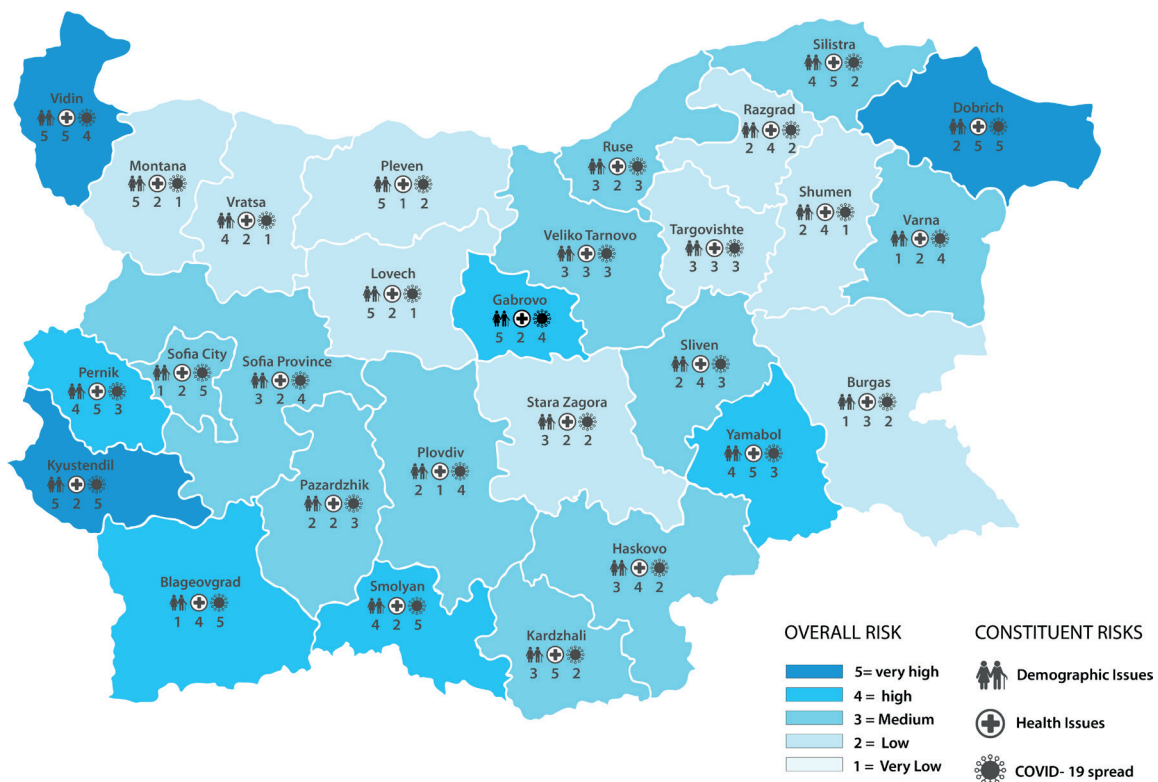 Silistra
4 5 2
Vidin
5 5 4
Dobrich
2 5 5
Razgrad
2 4 2
Ruse
3 2 3
Montana
5 2 1
Pleven
5 1 2
Vratsa
4 2 1
Shumen
2 4 1
Varna
1 2 4
Veliko Tarnovo
3 3 3
Targovishte
3 3 3
Lovech
5 2 1
Gabrovo
5 2 4
Sofia City
1 2 5
Sofia Province
3 2 4
Sliven
2 4 3
Pernik
4 5 3
Burgas
1 3 2
Stara Zagora
3 2 2
Yamabol
4 5 3
Plovdiv
2 1 4
Kyustendil
5 2 5
Pazardzhik
2 2 3
Haskovo
3 4 2
Blageovgrad
1 4 5
Smolyan
4 2 5
Kardzhali
3 5 2
OVERALL RISK
5= very high
4 = high
3 = Medium
2 = Low
1 = Very Low
CONSTITUENT RISKS
Demographic Issues
Health Issues
COVID- 19 spread